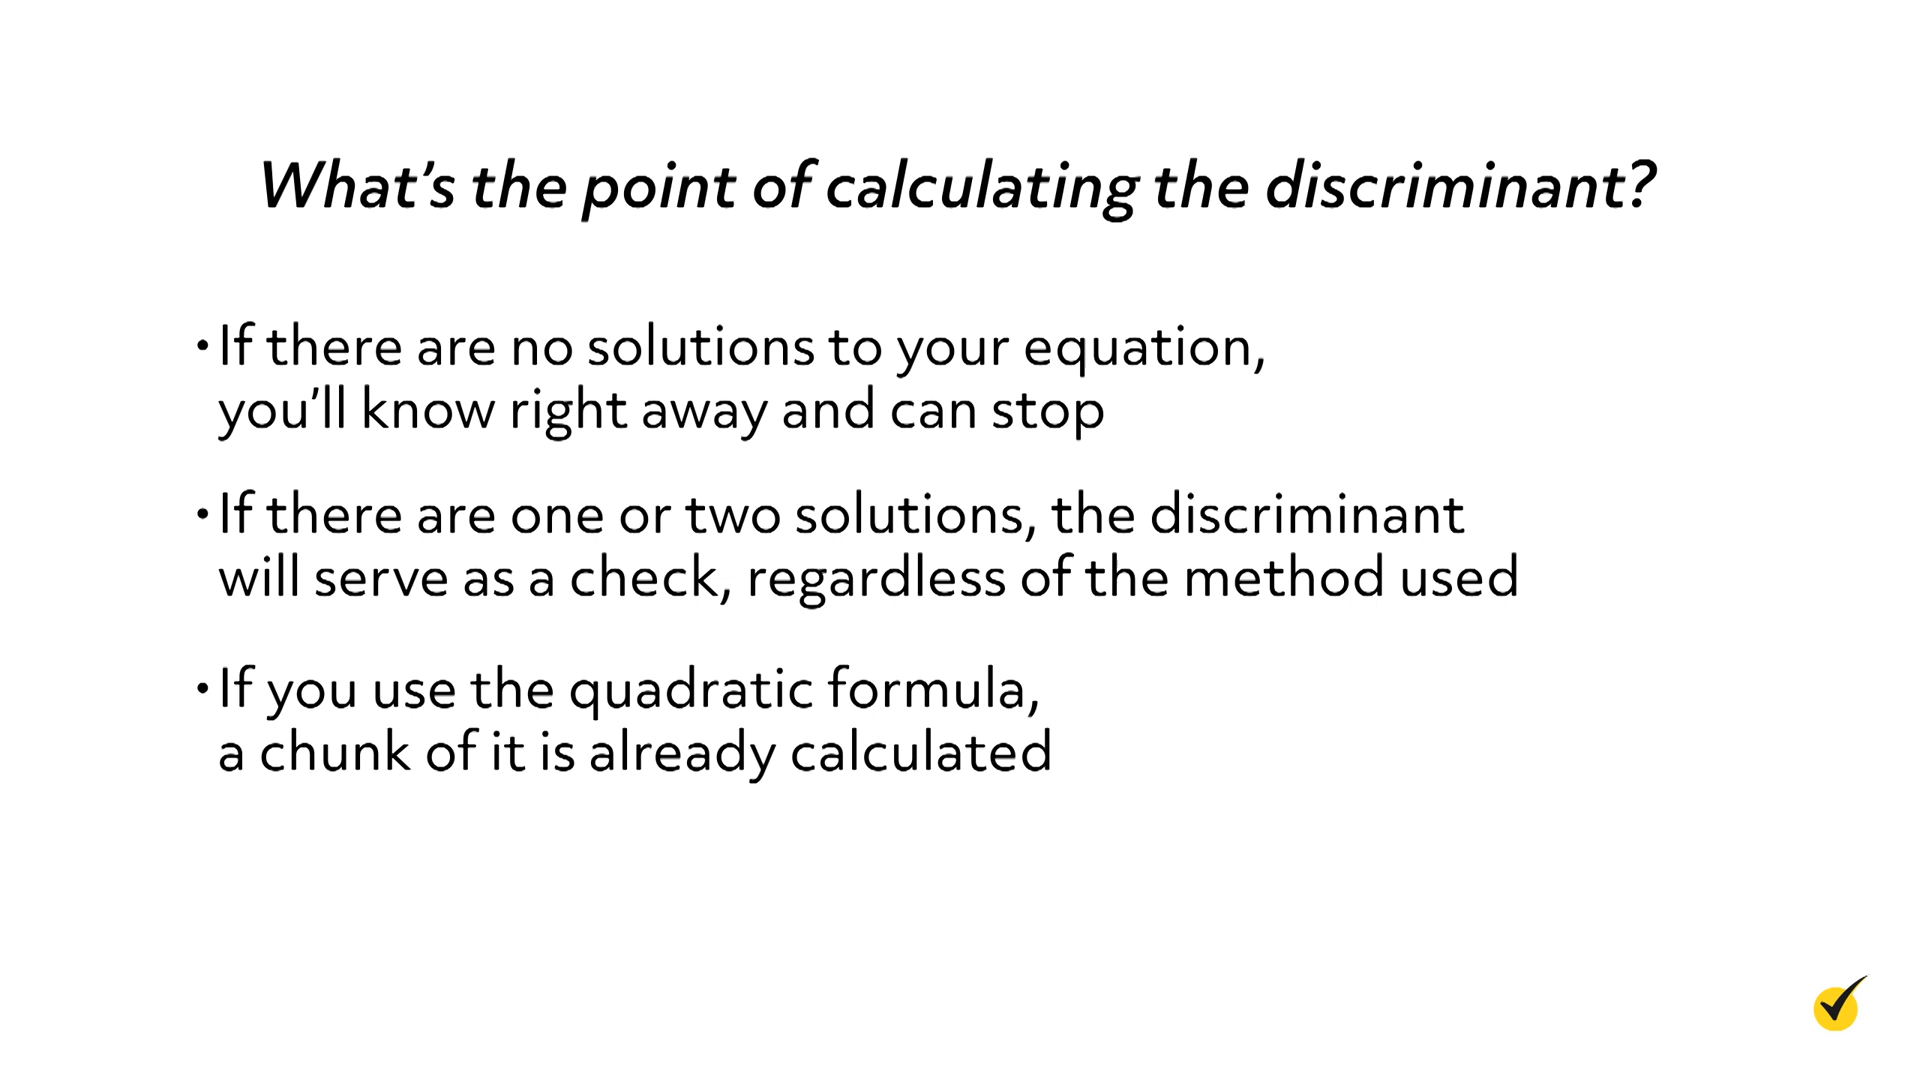 What’s the point of calculating the discriminant?
•If there are no solutions to your equation,
you’ll know right away and can stop
•If there are one or two solutions, the discriminant
will serve as a check, regardless of the method used
•If you use the quadratic formula,
a chunk of it is already calculated